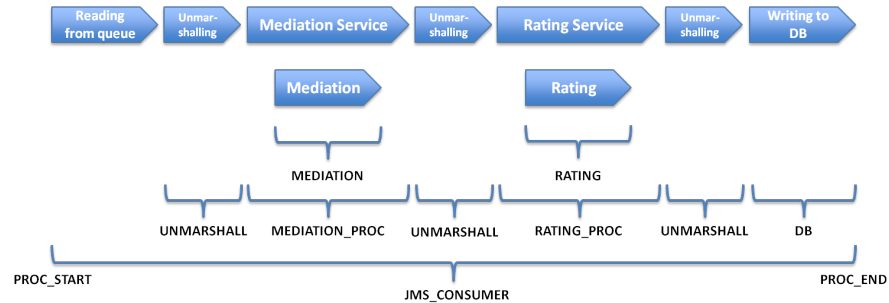 Reading
from queue
Unmar-
shalling
Mediation Service
Unmar-
shalling
Rating Service
Unmar-
shalling
Writing to
DB
Mediation
Rating
MEDIATION
RATING
UNMARSHALL
MEDIATION_PROC
UNMARSHALL
RATING_PROC
UNMARSHALL
DB
PROC_START
PROC_END
JMS_CONSUMER